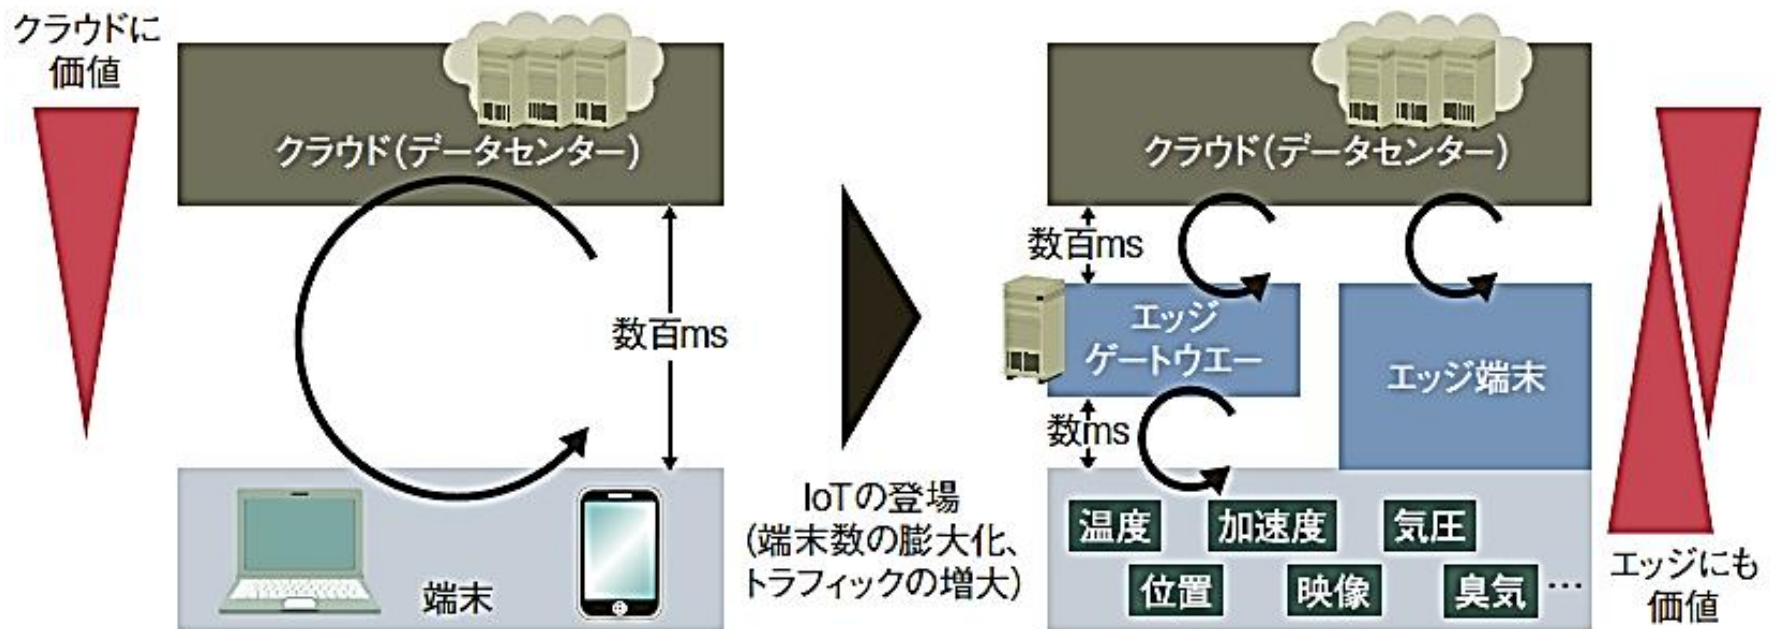 クラウドに
価値
クラウド(データセンター)
数百ms
端末
IoTの登場
(端末数の膨大化、
トラフィックの増大)
クラウド(データセンター)
数百ms
エッジ
ゲートウエー
エッジ端末
数ms
温度
加速度
気圧
位置
映像
臭気
…
エッジにも
価値